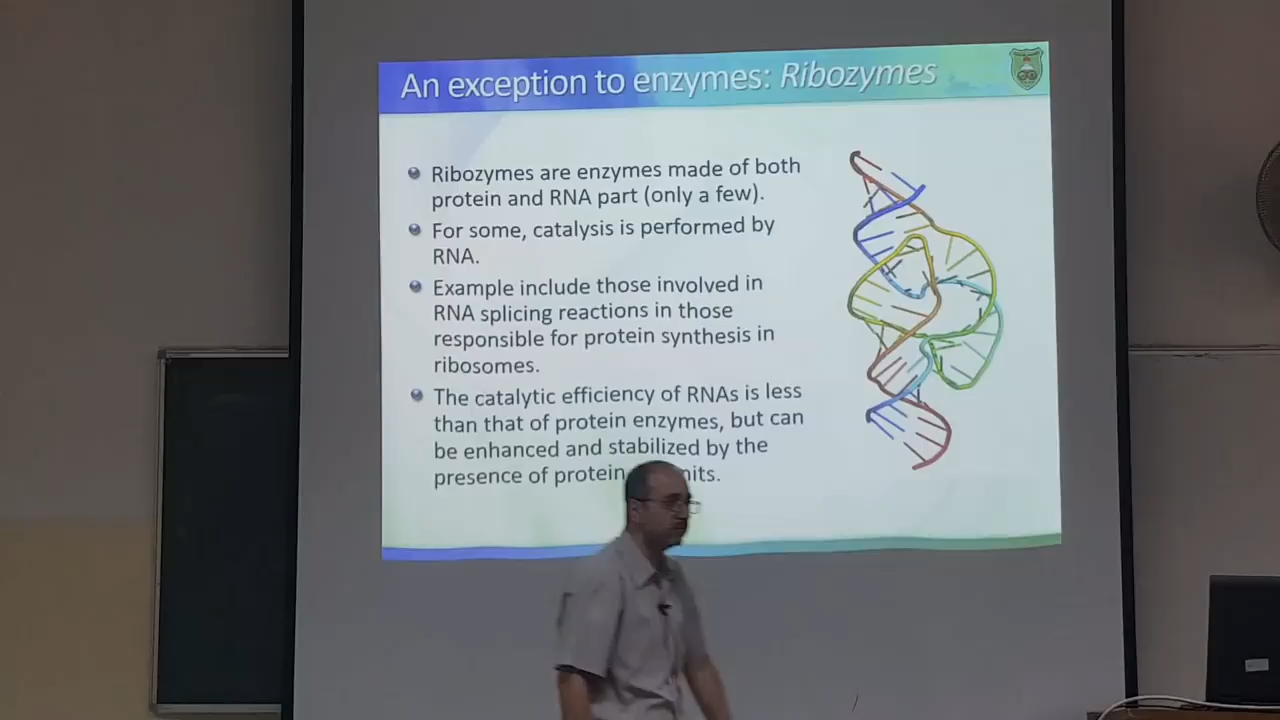 An exception to enzymes: Ribozymes
Ribozymes are enzymes made of both
protein and RNA part (only a few).
For some, catalysis is performed by
RNA.
Example include those involved in
RNA splicing reactions in those
responsible for protein synthesis in
ribosomes.
The catalytic efficiency of RNAs is less
than that of protein enzymes, but can
be enhanced and stabilized by the
presence of protein